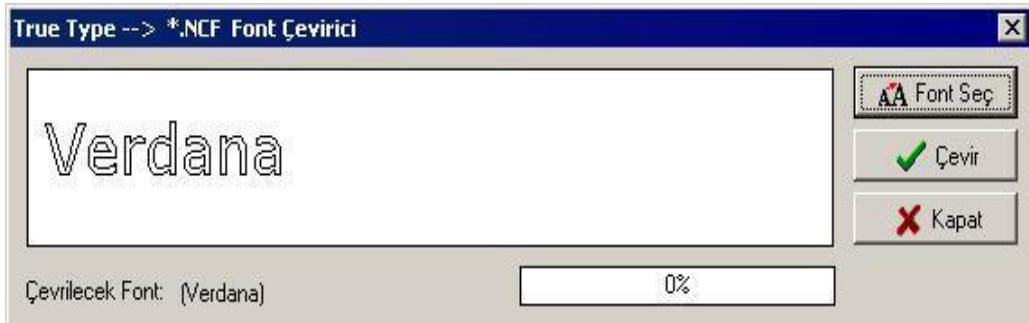 True Type --> *.NCF Font Çevirici
Verdana
Font Seç
Çevir
Kapat
Çevrilecek Font: (Verdana)
0%